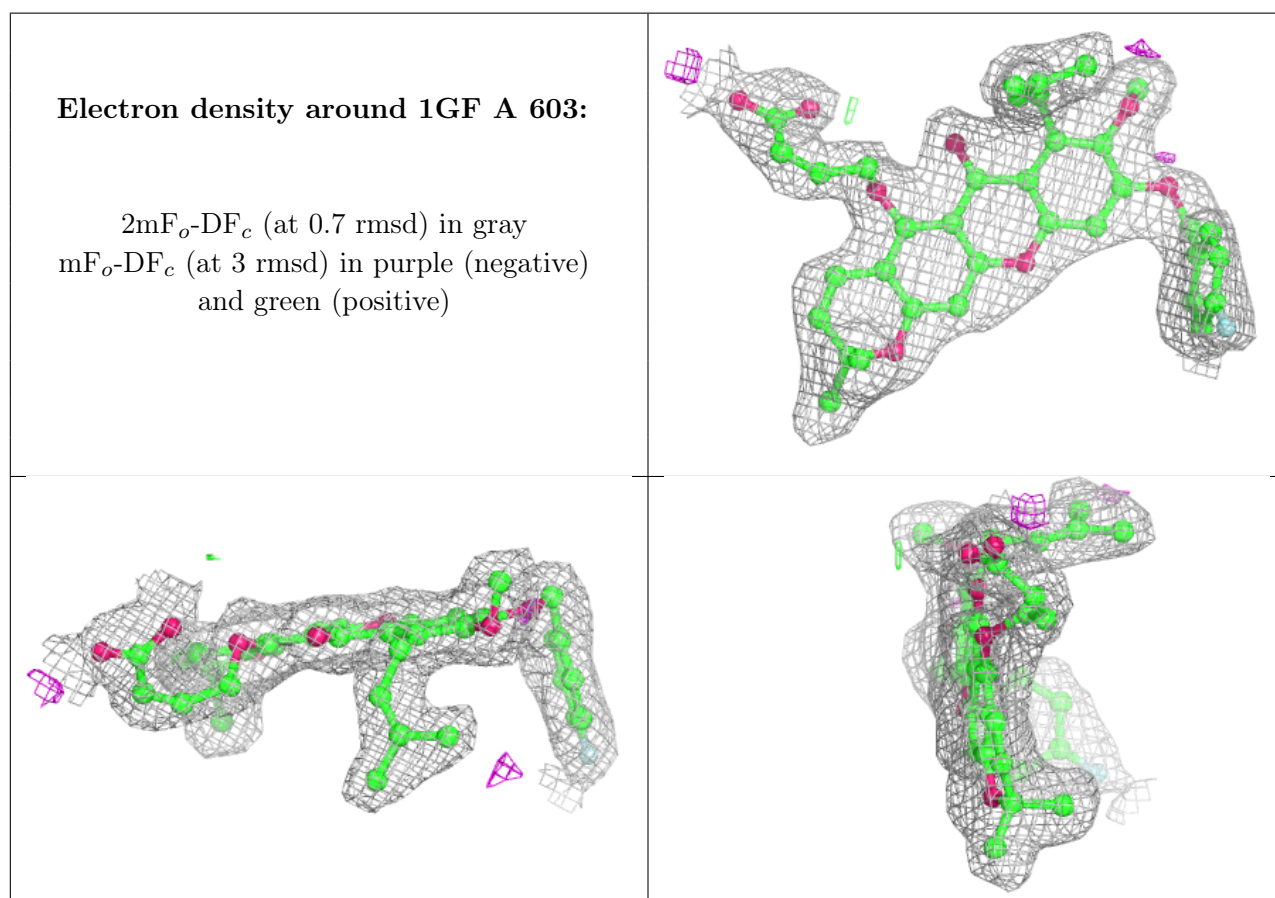 Electron density around 1GF A 603:
2mFo-DFc (at 0.7 rmsd) in gray
mFo-DFc (at 3 rmsd) in purple (negative)
and green (positive)